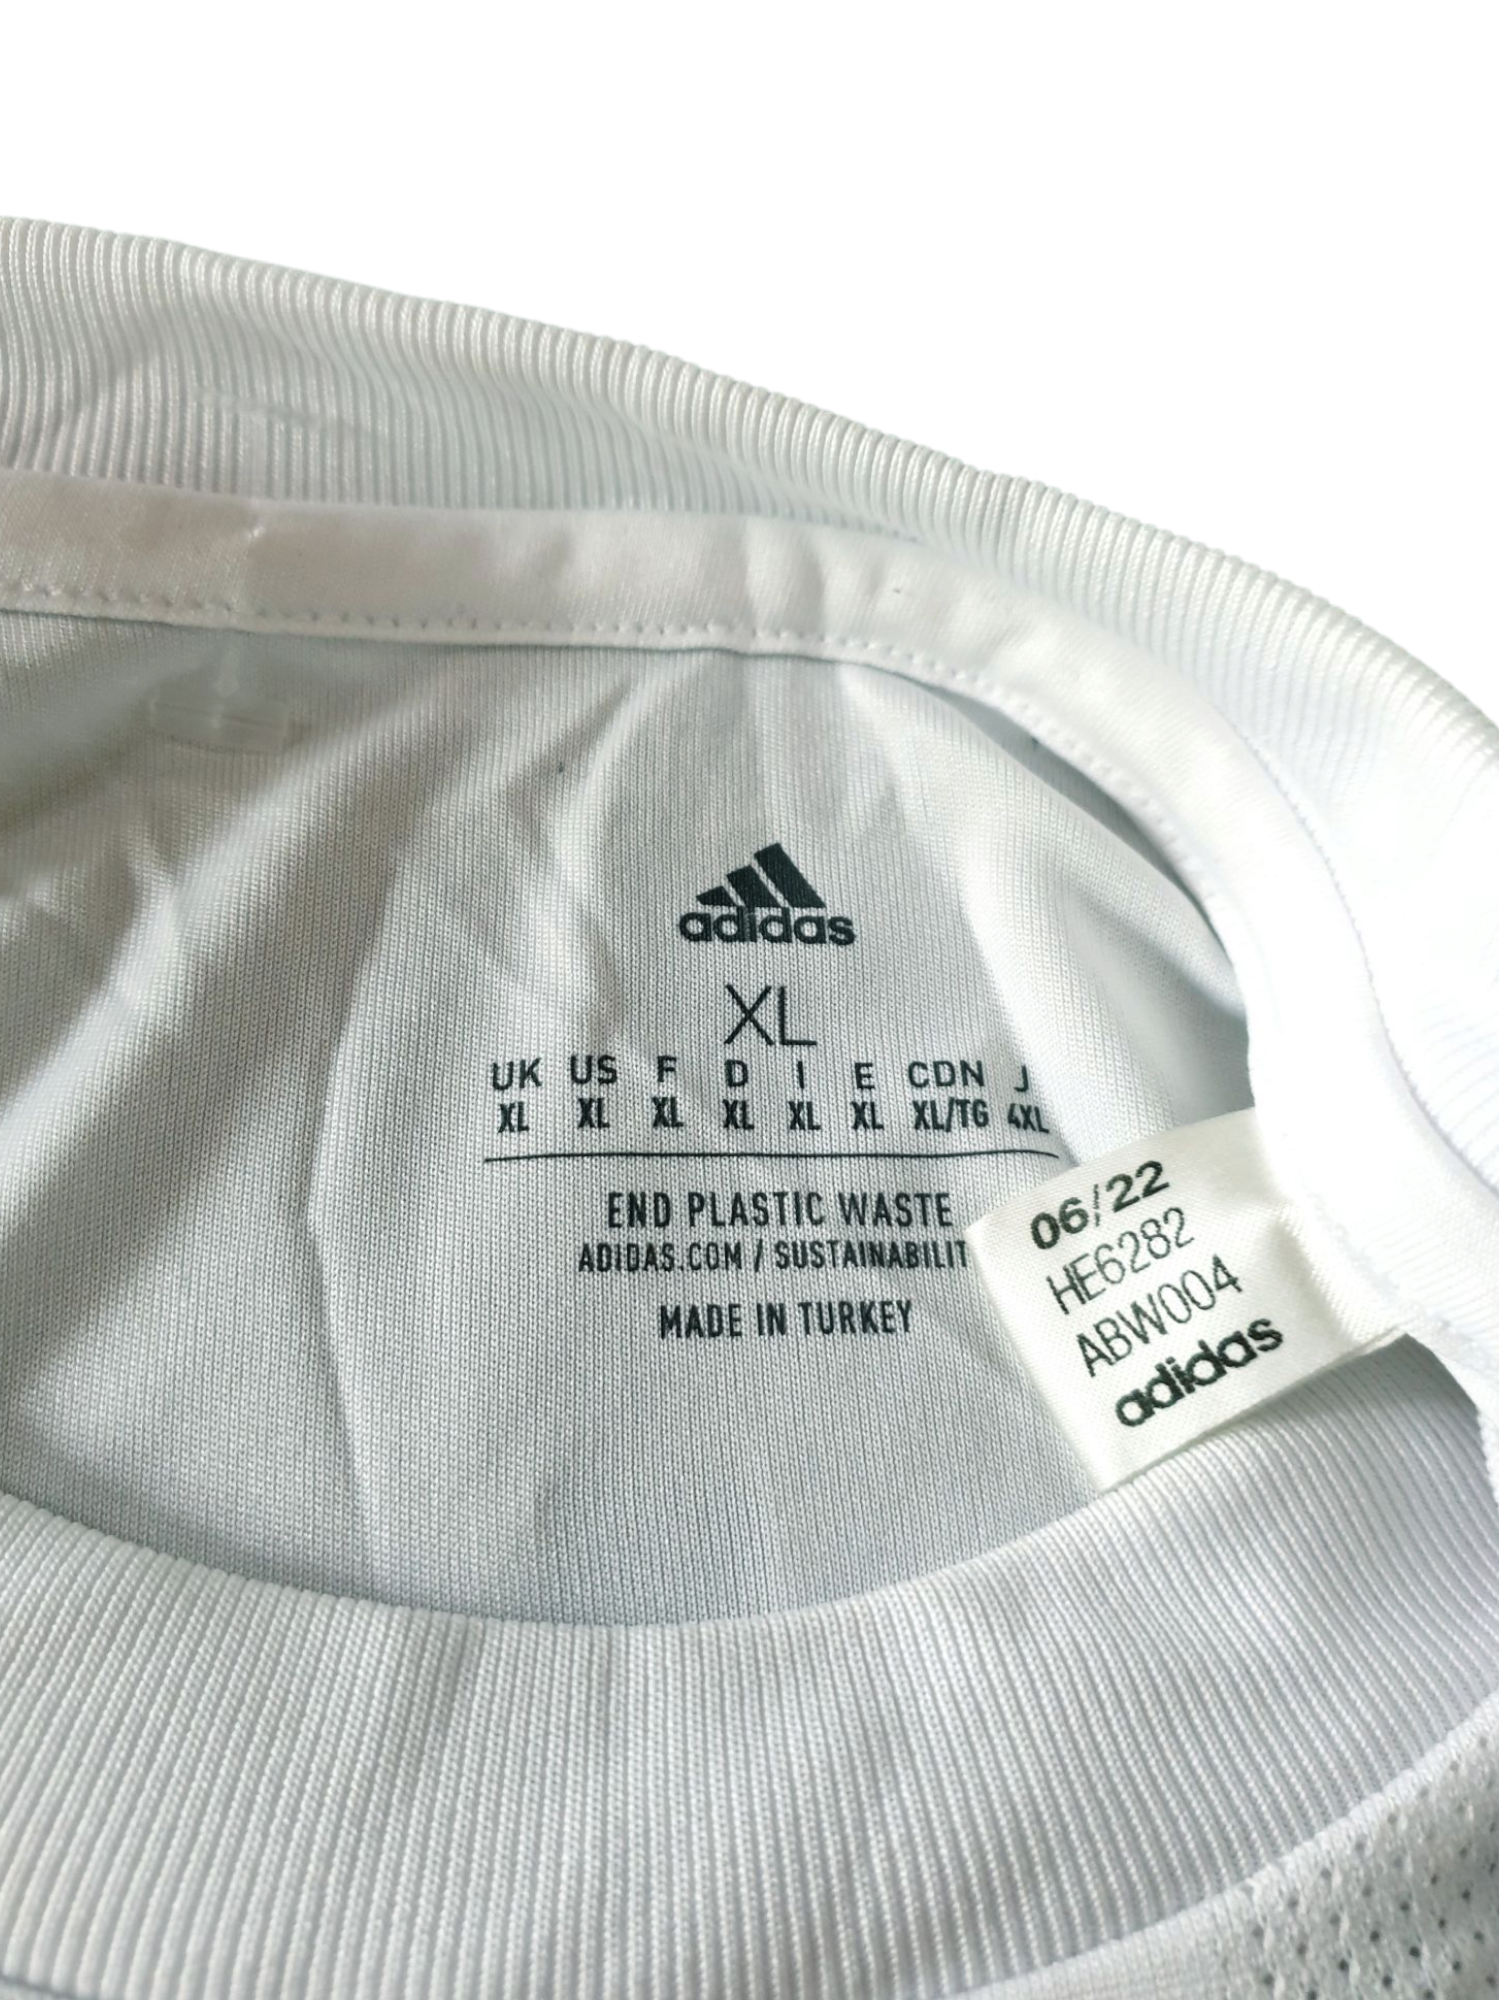 adidas
XL
UK US F D I E CDN J
XL XL XL XL XL XL XL/TG 4XL
END PLASTIC WASTE
ADIDAS.COM / SUSTAINABILIT
MADE IN TURKEY
06/22
HE6282
ABW004
adidas